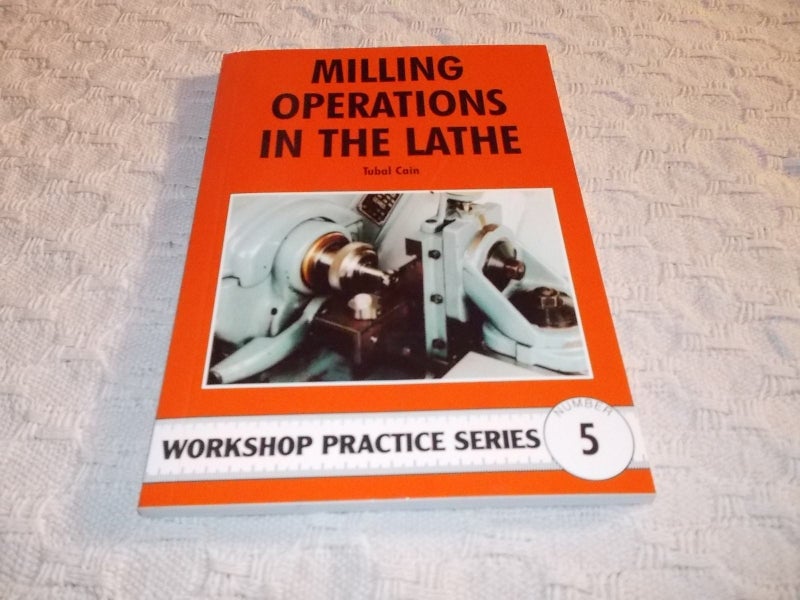 MILLING
OPERATIONS
IN THE LATHE
Tubal Cain
WORKSHOP PRACTICE SERIES
NUMBER
5